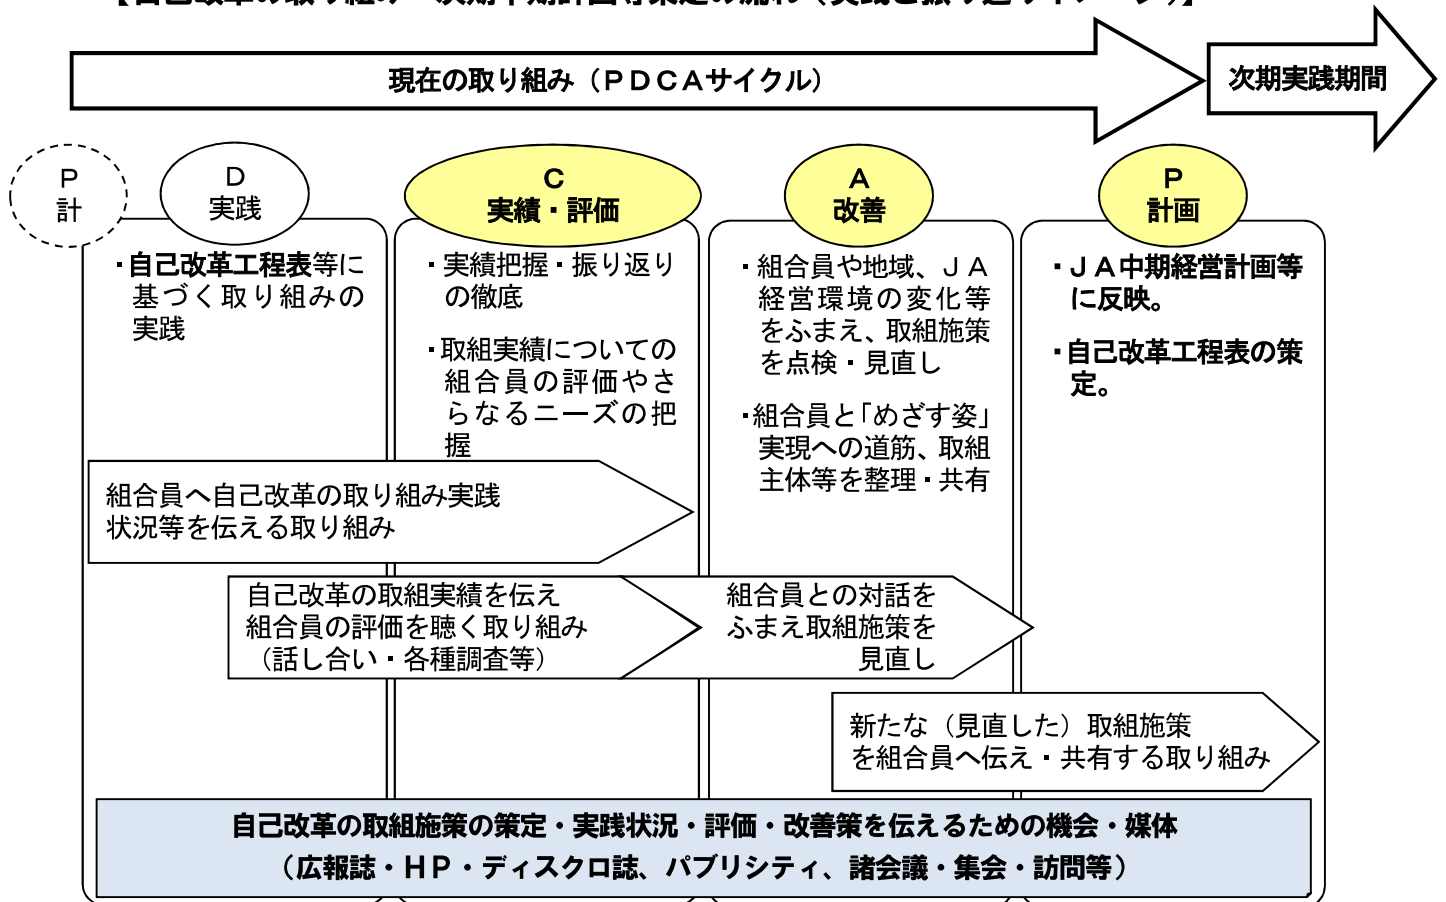 現在の取り組み（ＰＤＣＡサイクル）
次期実践期間
Ｐ
計
Ｄ
実践
Ｃ
実績・評価
Ａ
改善
Ｐ
計画
・自己改革工程表等に
基づく取り組みの
実践
・実績把握・振り返り
の徹底
・取組実績についての
組合員の評価やさ
らなるニーズの把
握
・組合員や地域、ＪＡ
経営環境の変化等
をふまえ、取組施策
を点検・見直し
・組合員と「めざす姿」
実現への道筋、取組
主体等を整理・共有
・ＪＡ中期経営計画等
に反映。
・自己改革工程表の策
定。
組合員へ自己改革の取り組み実践
状況等を伝える取り組み
自己改革の取組実績を伝え
組合員の評価を聴く取り組み
（話し合い・各種調査等）
組合員との対話を
ふまえ取組施策を
見直し
新たな（見直した）取組施策
を組合員へ伝え・共有する取り組み
自己改革の取組施策の策定・実践状況・評価・改善策を伝えるための機会・媒体
（広報誌・ＨＰ・ディスクロ誌、パブリシティ、諸会議・集会・訪問等）